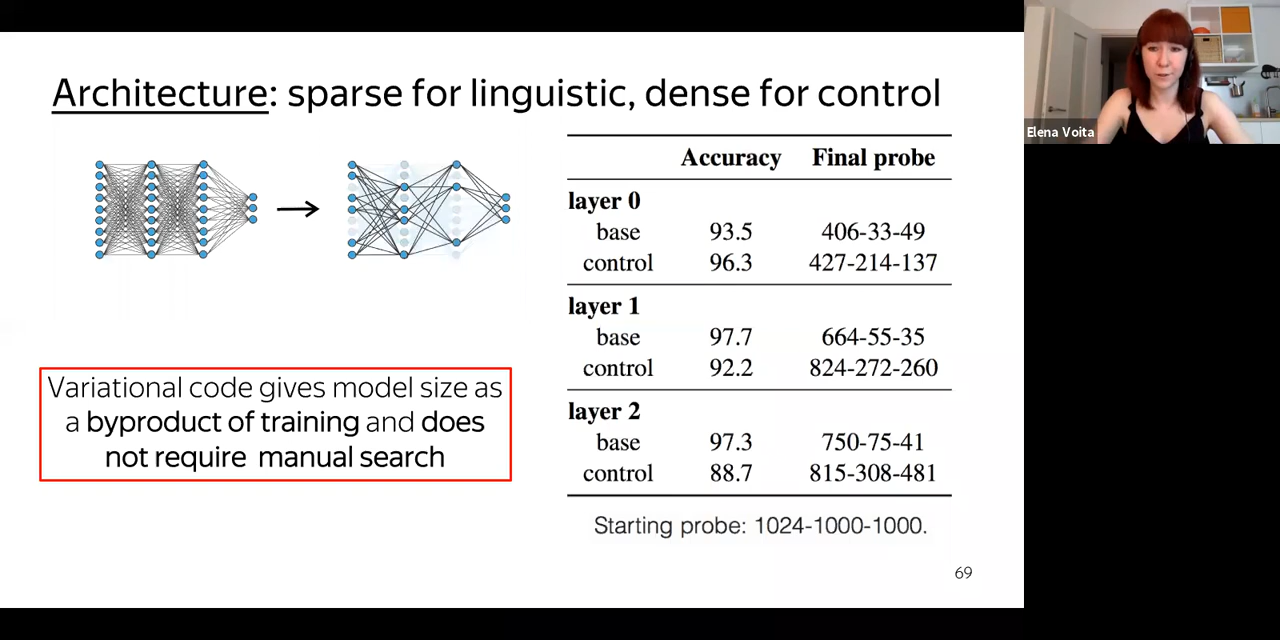 Architecture: sparse for linguistic, dense for control
Elena Voita
Accuracy Final probe
layer 0
base 93.5 406-33-49
control 96.3 427-214-137
layer 1
base 97.7 664-55-35
control 92.2 824-272-260
layer 2
base 97.3 750-75-41
control 88.7 815-308-481
Starting probe: 1024-1000-1000.
Variational code gives model size as
a byproduct of training and does
not require manual search
69